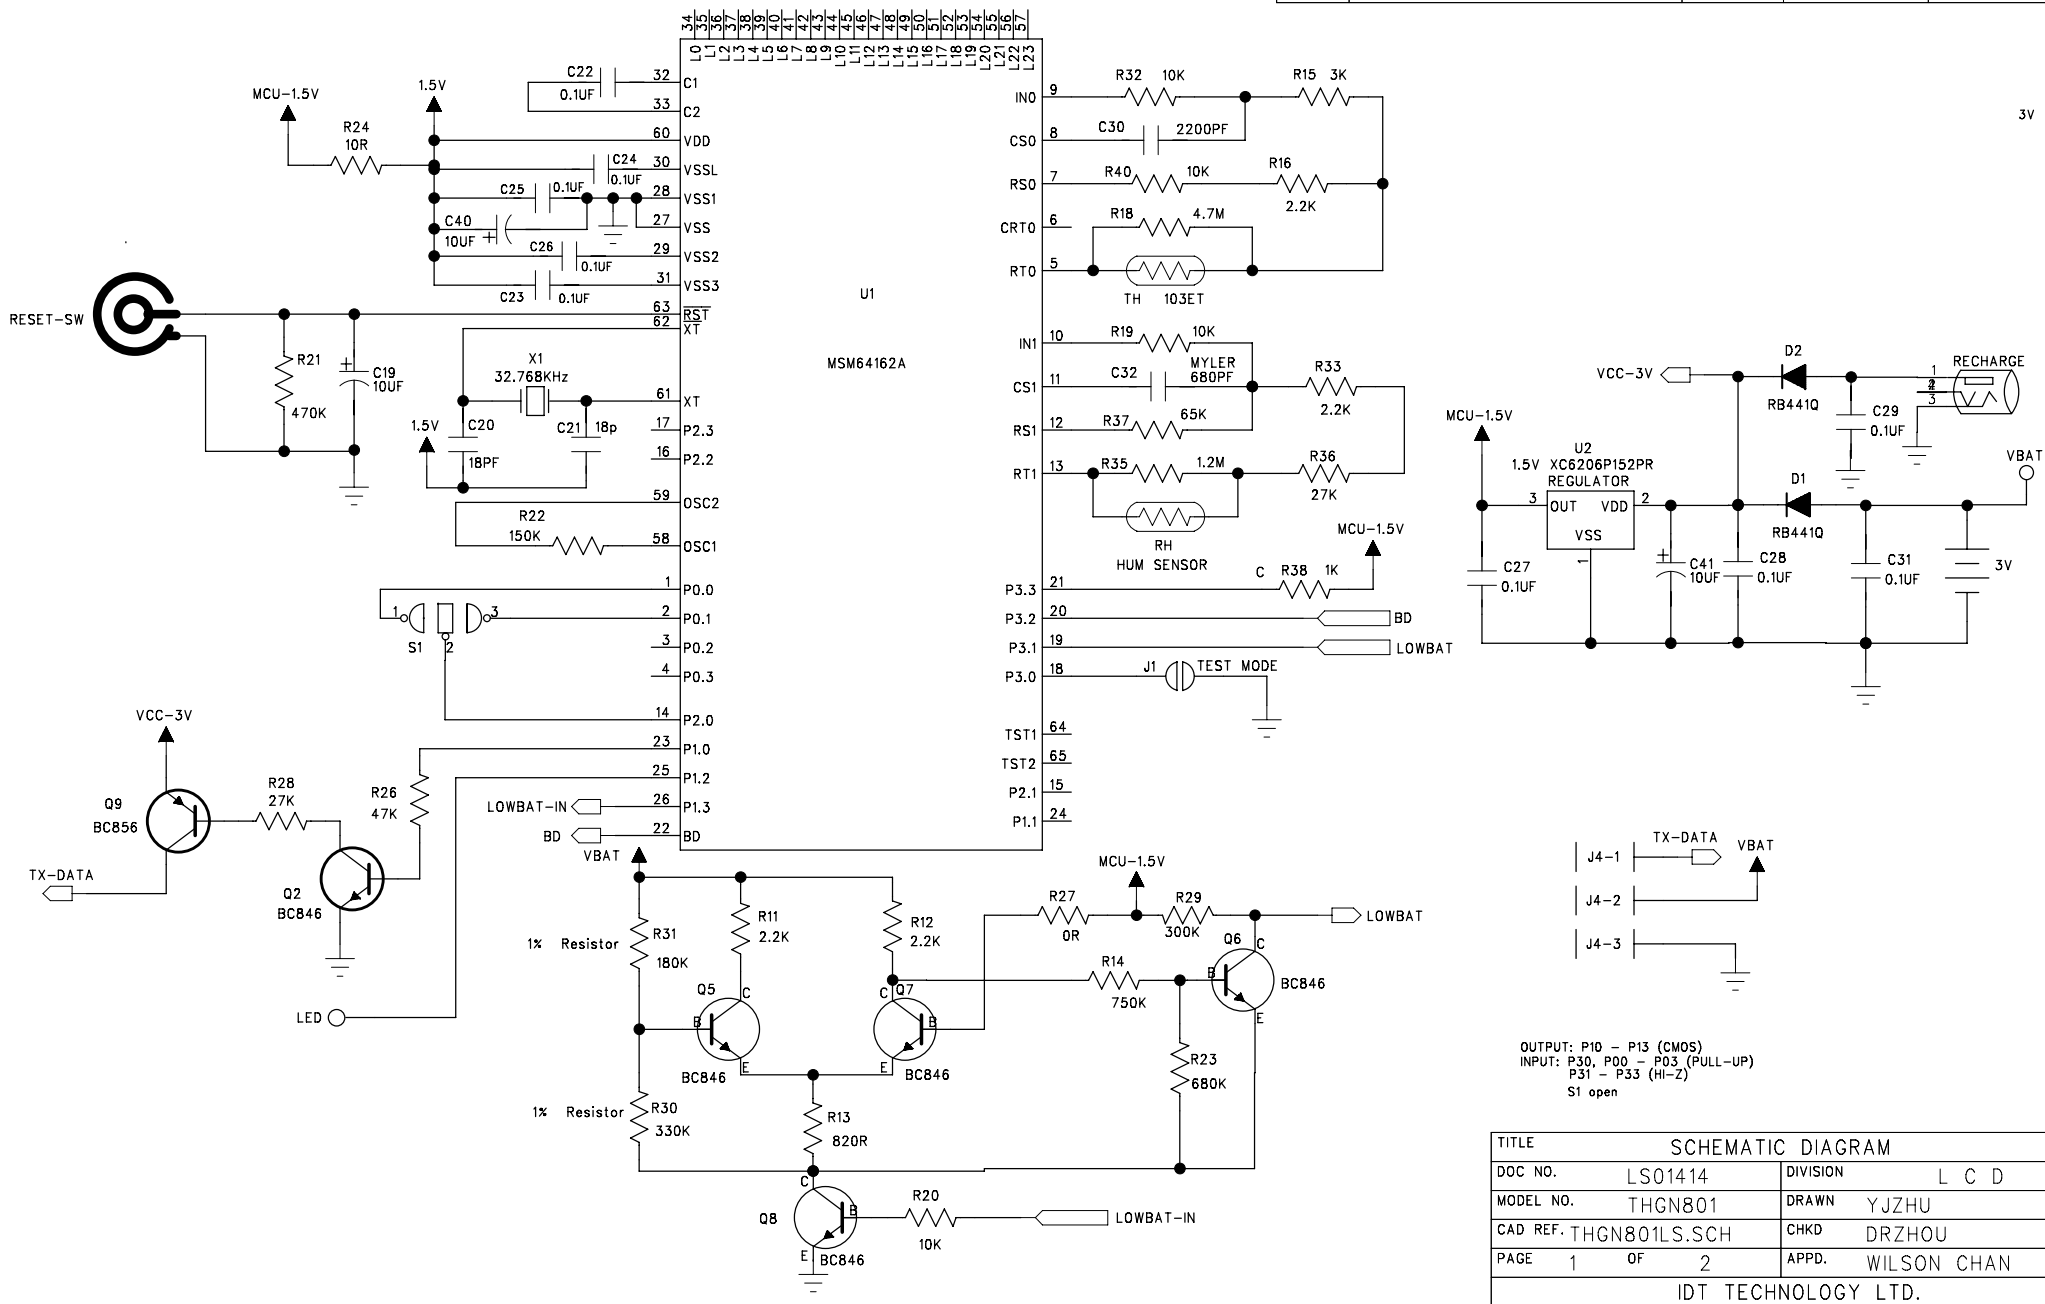 34 35 36 37 38 39 40 41 42 43 44 45 46 47 48 49 50 51 52 53 54 55 56 57
L0 L1 L2 L3 L4 L5 L6 L7 L8 L9 L10 L11 L12 L13 L14 L15 L16 L17 L18 L19 L20 L21 L22 L23
MCU-1.5V
R24
10R
1.5V
C22
0.1UF
32 C1
33 C2
60 VDD
C24
0.1UF
30 VSSL
C25
0.1UF
28 VSS1
C40
10UF +
27 VSS
C26
0.1UF
29 VSS2
C23
0.1UF
31 VSS3
RESET-SW
63 RST
62 XT
R21
470K
+
C19
10UF
X1
32.768KHz
61 XT
1.5V
C20
18PF
C21
18p
17 P2.3
16 P2.2
59 OSC2
R22
150K
58 OSC1
1 P0.0
1 3
S1 2
2 P0.1
3 P0.2
4 P0.3
14 P2.0
23 P1.0
25 P1.2
LOWBAT-IN 26 P1.3
BD 22 BD
U1
MSM64162A
IN0 9
R32 10K
R15 3K
CS0 8
C30 2200PF
RS0 7
R40 10K
R16
2.2K
CRT0 6
R18 4.7M
RT0 5
TH 103ET
IN1 10
R19 10K
CS1 11
C32
MYLER
680PF
R33
2.2K
RS1 12
R37 65K
RT1 13
R35 1.2M
R36
27K
RH
HUM SENSOR
MCU-1.5V
P3.3 21
C R38 1K
P3.2 20
BD
P3.1 19
LOWBAT
P3.0 18
J1 TEST MODE
TST1 64
TST2 65
P2.1 15
P1.1 24
3V
VCC-3V
D2
RB441Q
RECHARGE
1
2
3
C29
0.1UF
MCU-1.5V
U2
1.5V XC6206P152PR
REGULATOR
3 OUT VDD 2
VSS
1
D1
RB441Q
VBAT
C27
0.1UF
+
C41
10UF
C28
0.1UF
C31
0.1UF
3V
VCC-3V
Q9
BC856
R28
27K
R26
47K
Q2
BC846
TX-DATA
LED
VBAT
1% Resistor
R31
180K
R11
2.2K
R12
2.2K
Q5
C
B
E
BC846
C Q7
B
E
BC846
1% Resistor
R30
330K
R13
820R
C
Q8
B
E
BC846
R20
10K
LOWBAT-IN
MCU-1.5V
R27
0R
R29
300K
LOWBAT
R14
750K
Q6
C
B
E
BC846
R23
680K
J4-1
TX-DATA
VBAT
J4-2
J4-3
OUTPUT: P10 - P13 (CMOS)
INPUT: P30, P00 - P03 (PULL-UP)
P31 - P33 (HI-Z)
S1 open
TITLE SCHEMATIC DIAGRAM
DOC NO. LS01414 DIVISION L C D
MODEL NO. THGN801 DRAWN YJZHU
CAD REF. THGN801LS.SCH CHKD DRZHOU
PAGE 1 OF 2 APPD. WILSON CHAN
IDT TECHNOLOGY LTD.